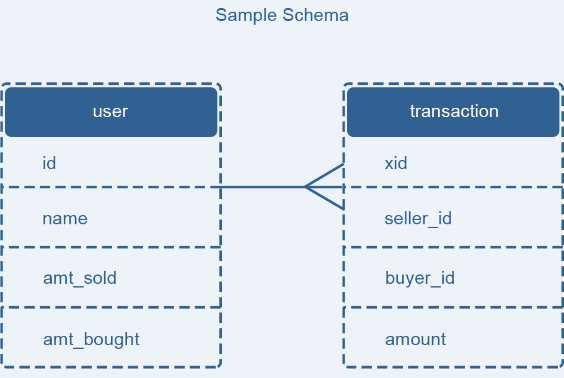 Sample Schema
user
id
name
amt_sold
amt_bought
transaction
xid
seller_id
buyer_id
amount